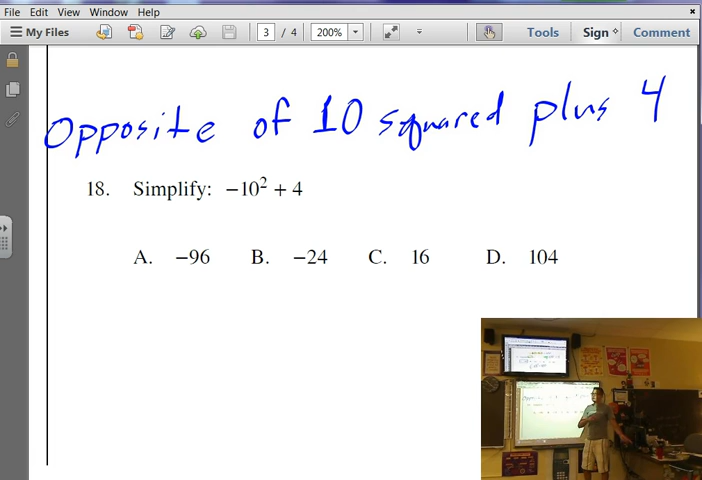 File Edit View Window Help
My Files 3 / 4 200% Tools Sign Comment
Opposite of 10 squared plus 4
18. Simplify: −10² + 4
A. −96 B. −24 C. 16 D. 104